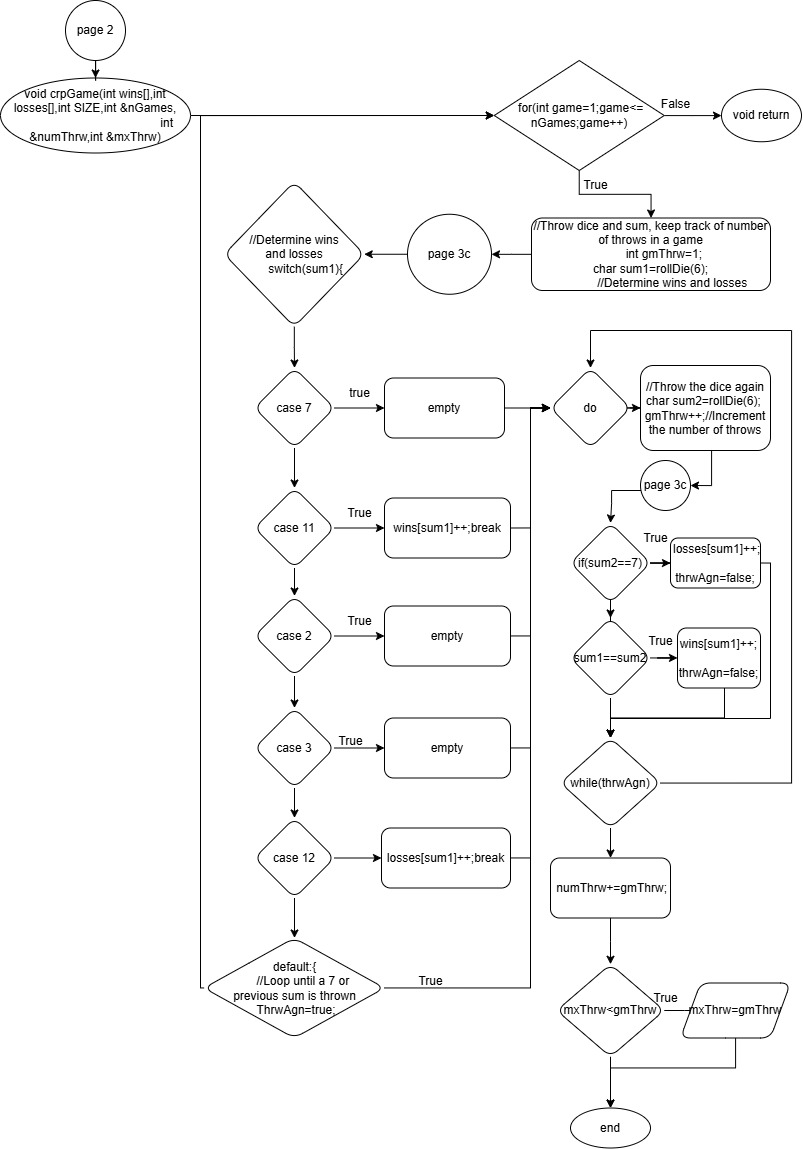 page 2
void crpGame(int wins[],int
losses[],int SIZE,int &nGames,
int
&numThrw,int &mxThrw)
for(int game=1;game<=
nGames;game++)
False
void return
True
//Throw dice and sum, keep track of number
of throws in a game
int gmThrw=1;
char sum1=rollDie(6);
//Determine wins and losses
page 3c
//Determine wins
and losses
switch(sum1){
case 7
true
empty
do
//Throw the dice again
char sum2=rollDie(6);
gmThrw++;//Increment
the number of throws
page 3c
case 11
True
wins[sum1]++;break
if(sum2==7)
True
losses[sum1]++;
thrwAgn=false;
case 2
True
empty
sum1==sum2
True
wins[sum1]++;
thrwAgn=false;
case 3
True
empty
while(thrwAgn)
case 12
losses[sum1]++;break
numThrw+=gmThrw;
default:{
//Loop until a 7 or
previous sum is thrown
ThrwAgn=true;
True
mxThrw<gmThrw
True
mxThrw=gmThrw
end